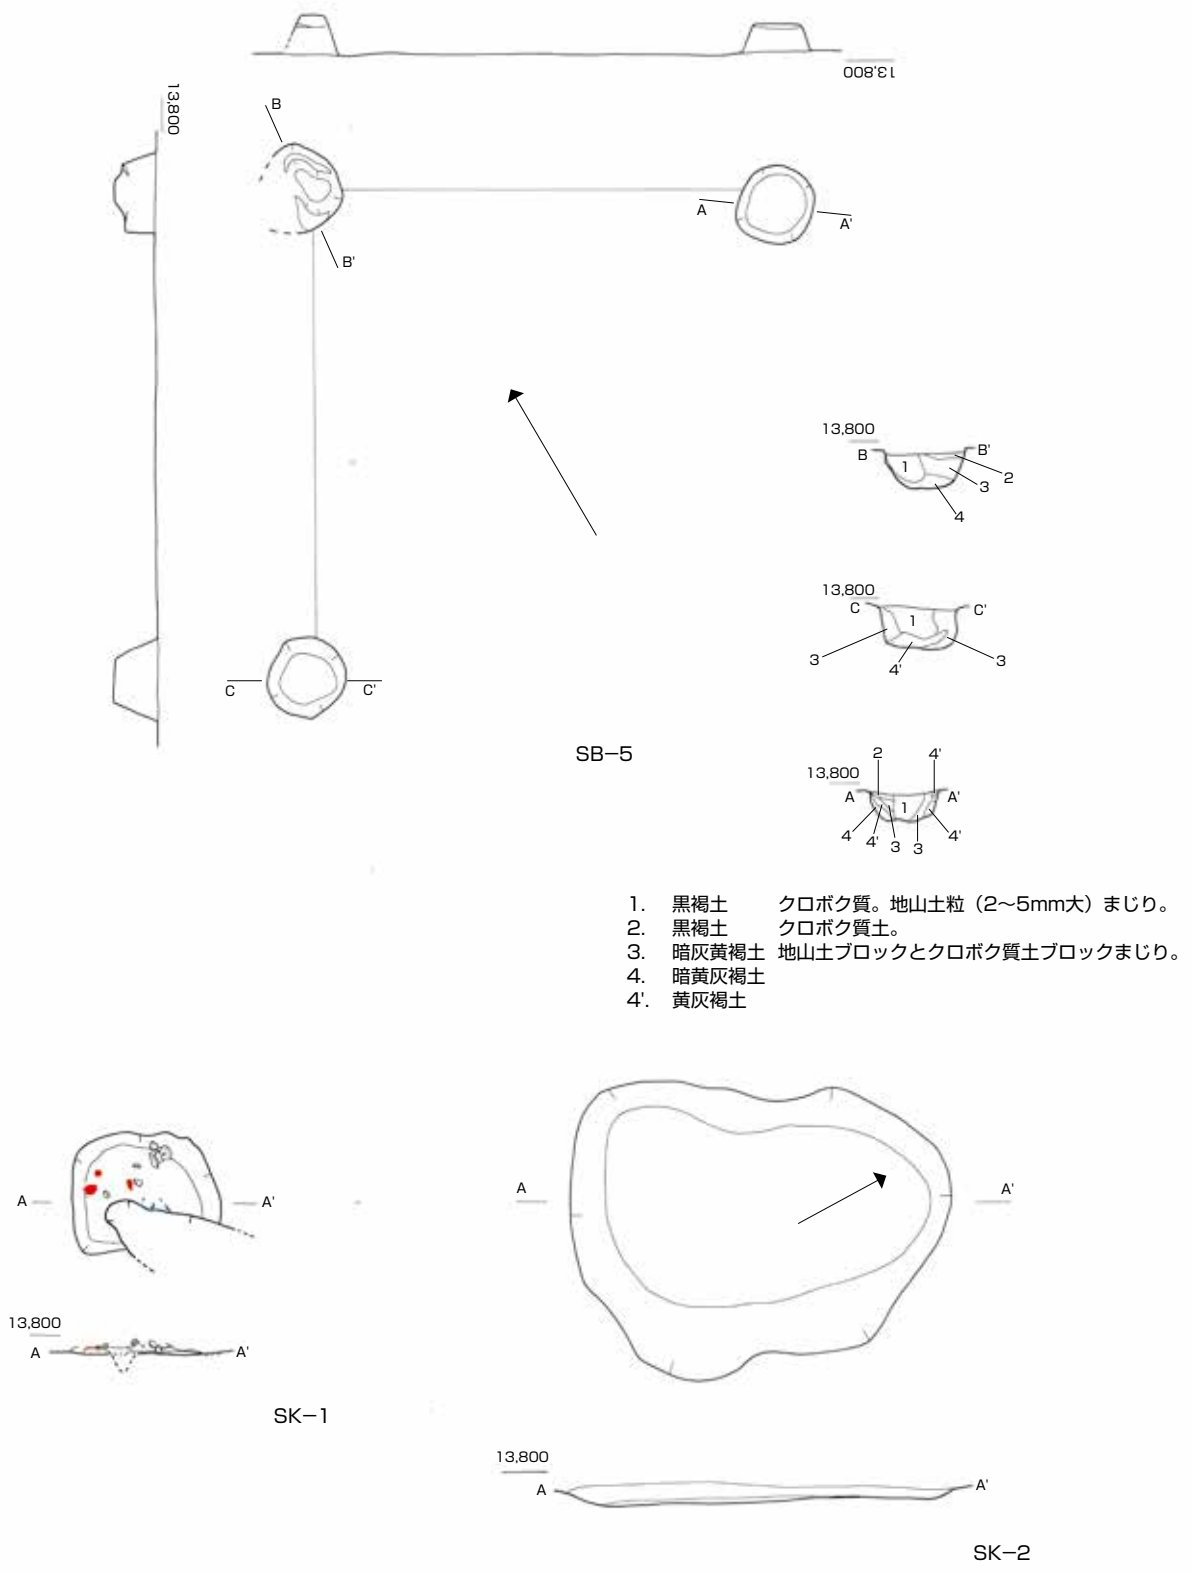 13,800
13,800
B
A
A'
B'
13,800
B
B'
1
2
3
4
13,800
C
C'
1
3
3
4'
C
C'
SB−5
2
4'
13,800
A
A'
1
4
4'
3
3
4'
1. 黒褐土 クロボク質。地山土粒（2〜5mm大）まじり。
2. 黒褐土 クロボク質土。
3. 暗灰黄褐土 地山土ブロックとクロボク質土ブロックまじり。
4. 暗黄灰褐土
4'. 黄灰褐土
A
A'
A
A'
13,800
A
A'
SK−1
13,800
A
A'
SK−2